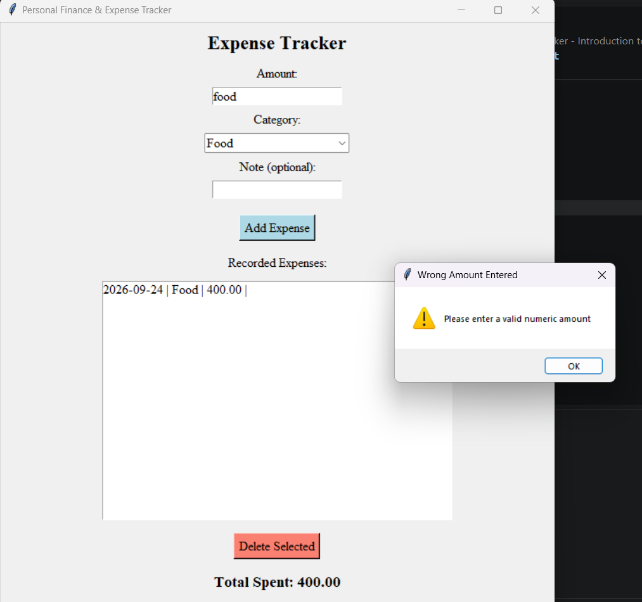 Personal Finance & Expense Tracker
ker - Introduction to
Expense Tracker
Amount:
food
Category:
Food
Note (optional):
Add Expense
Recorded Expenses:
2026-09-24 | Food | 400.00 |
Wrong Amount Entered
Please enter a valid numeric amount
OK
Delete Selected
Total Spent: 400.00